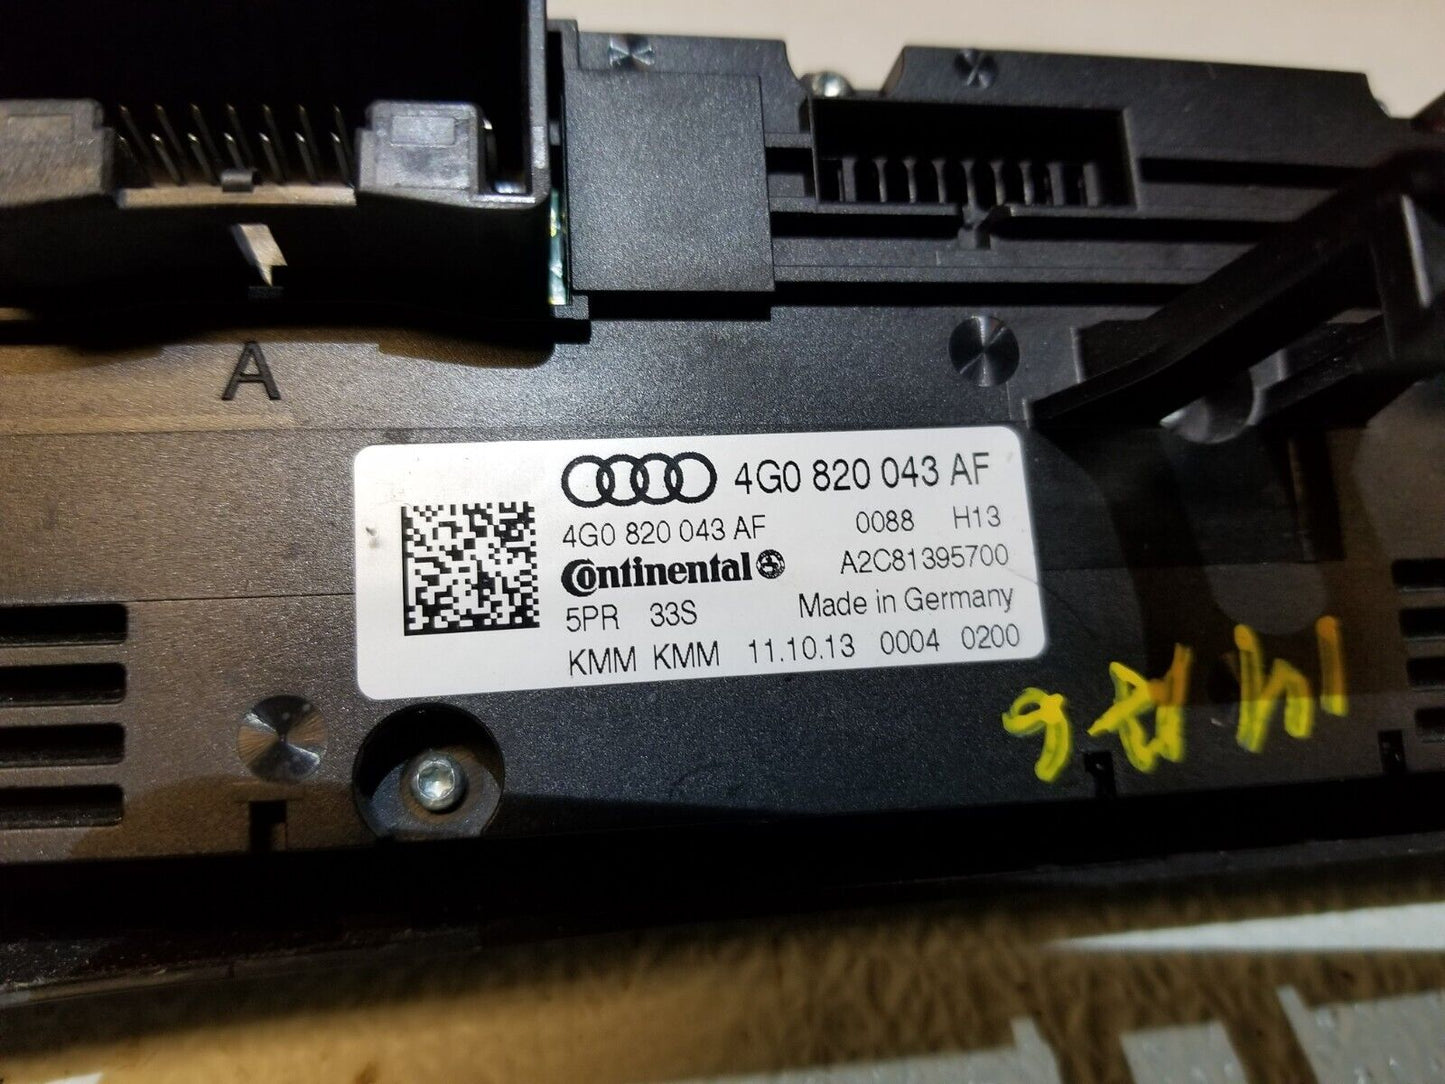 A
4G0 820 043 AF
4G0 820 043 AF 0088 H13
Continental A2C81395700
5PR 33S Made in Germany
KMM KMM 11.10.13 0004 0200